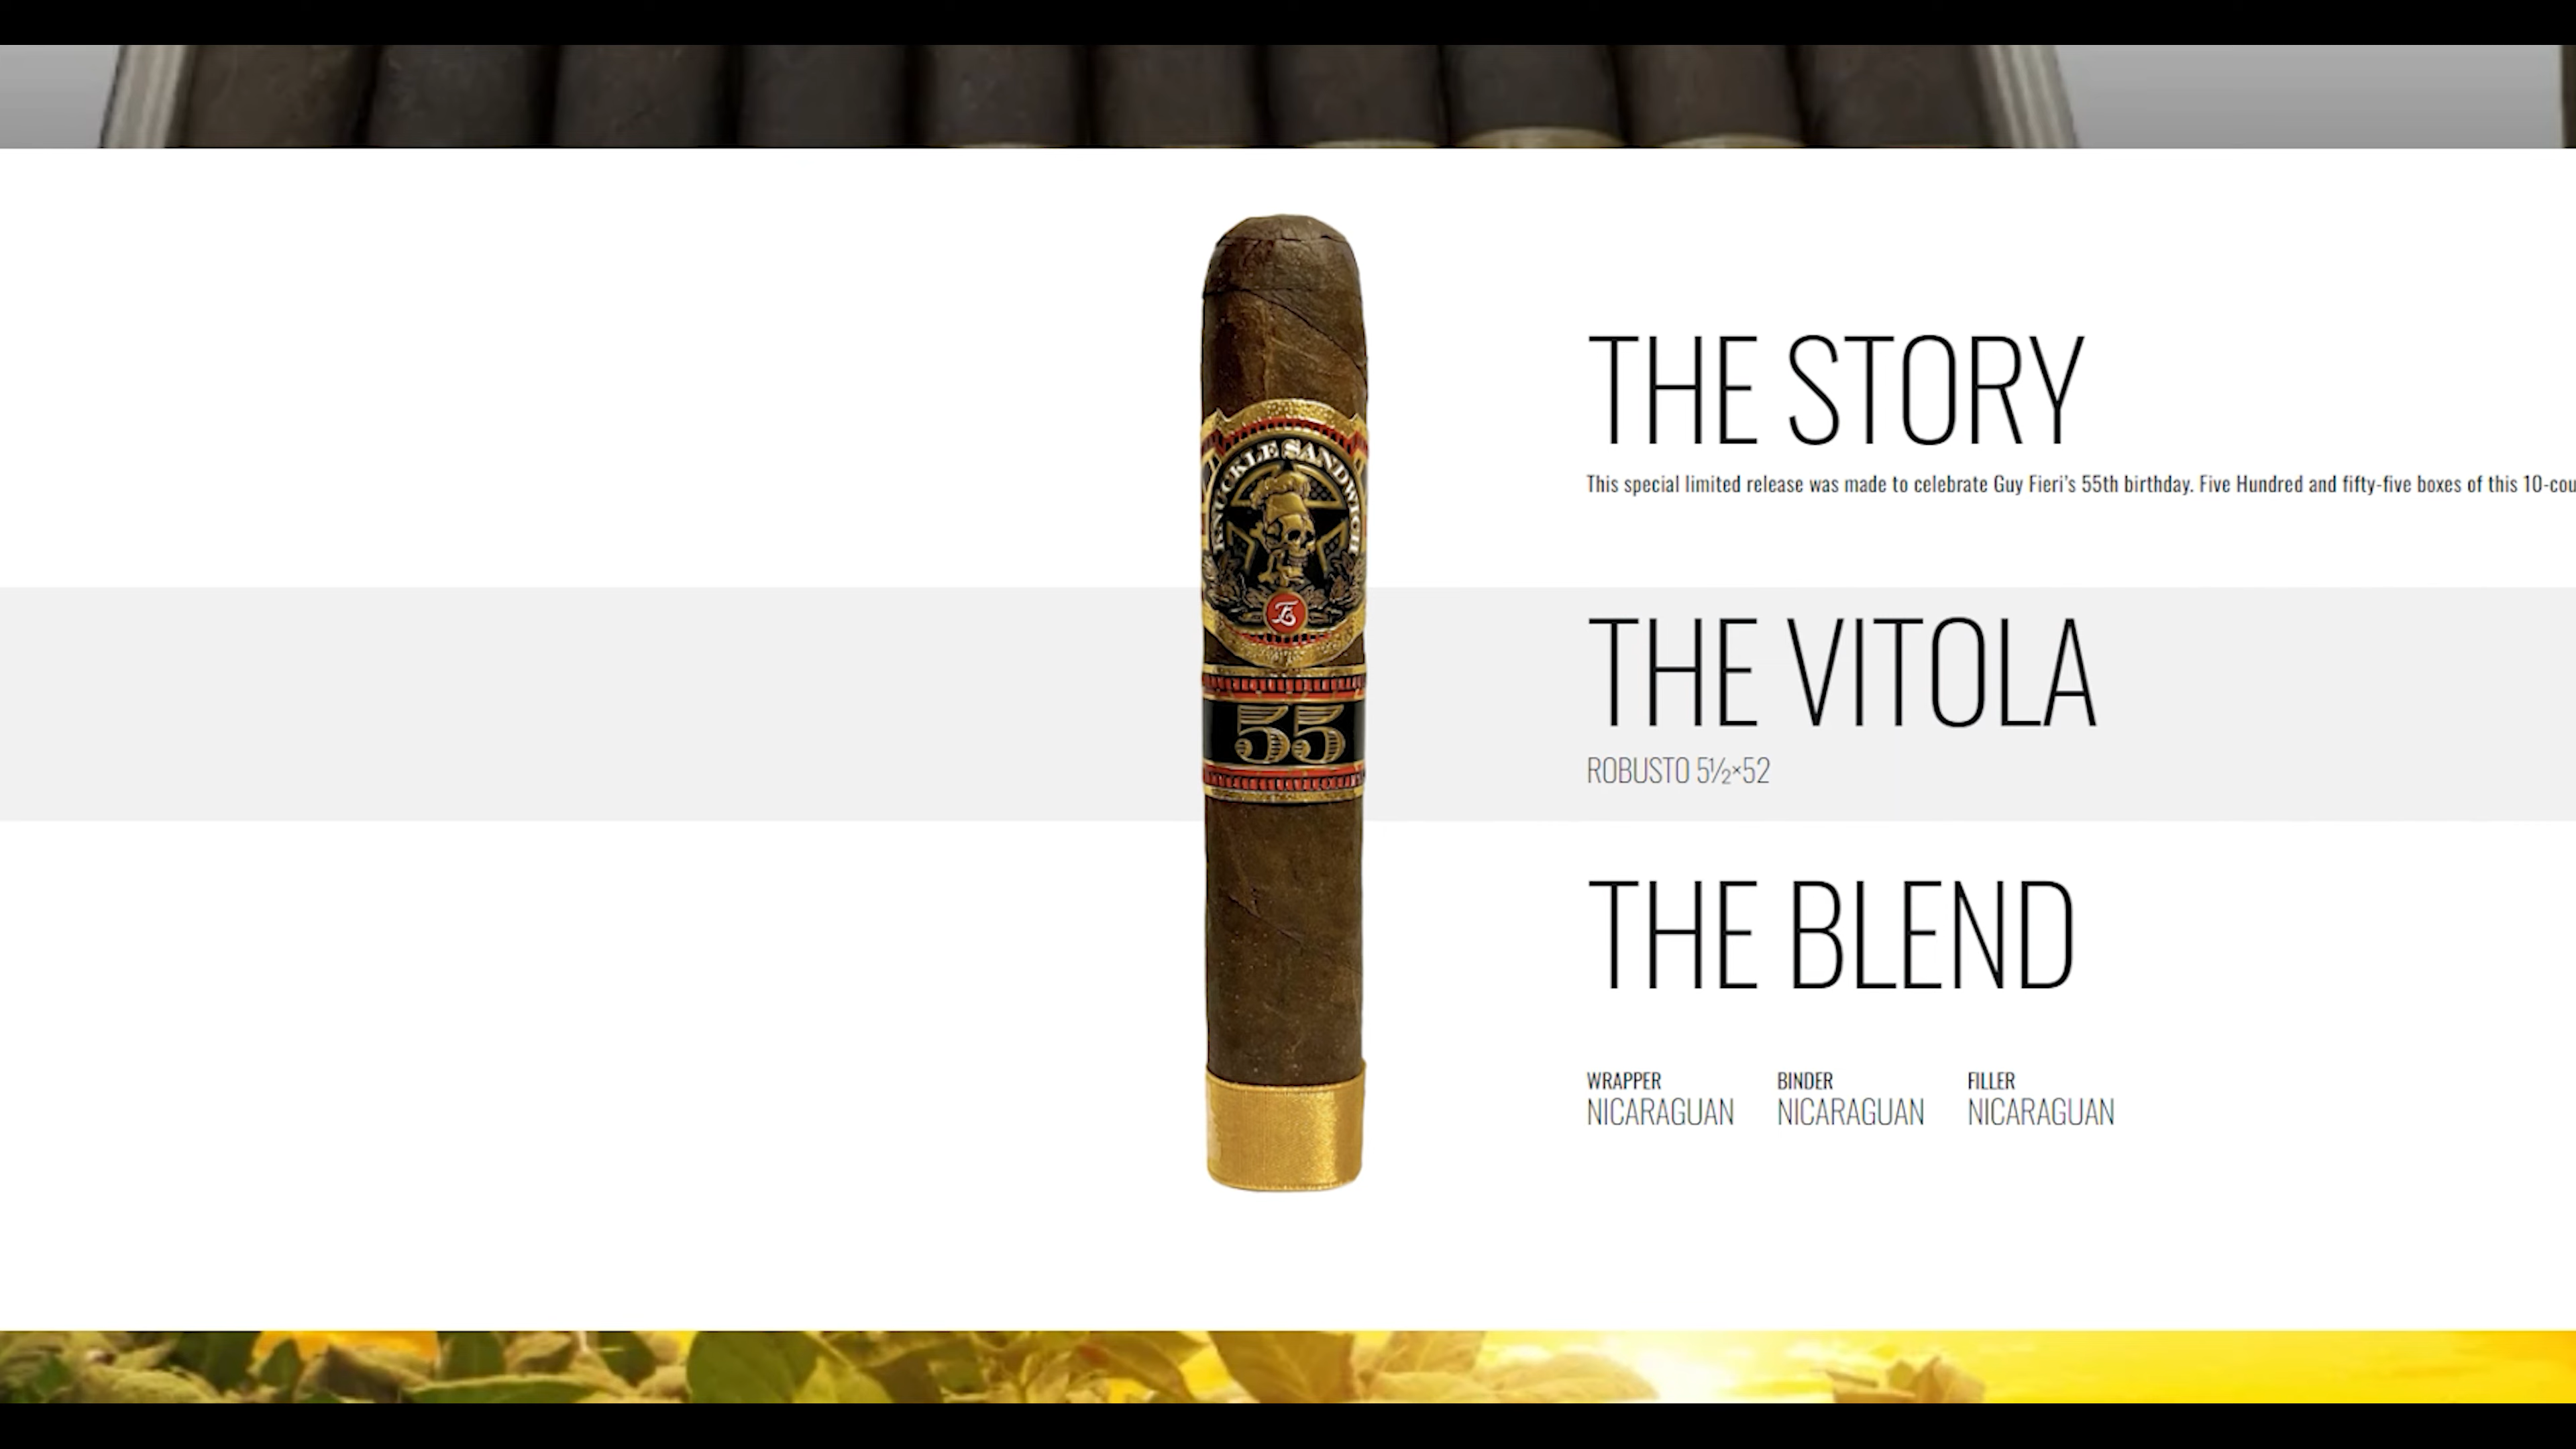 KNUCKLE SANDWICH
55
THE STORY
This special limited release was made to celebrate Guy Fieri's 55th birthday. Five Hundred and fifty-five boxes of this 10-cou
THE VITOLA
ROBUSTO 5½×52
THE BLEND
WRAPPER BINDER FILLER
NICARAGUAN NICARAGUAN NICARAGUAN